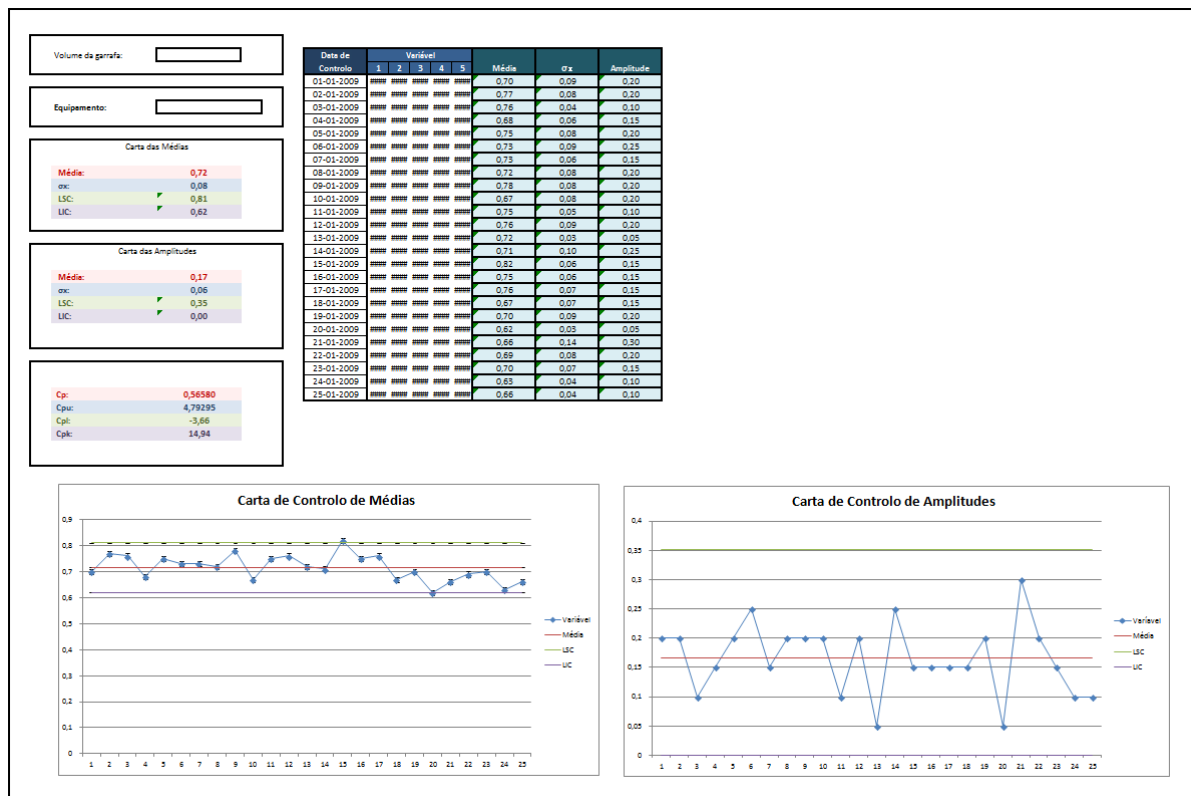 Volume da garrafa:
Equipamento:
Carta das Médias
Média: 0,72
σx: 0,08
LSC: 0,81
LIC: 0,62
Carta das Amplitudes
Média: 0,17
σx: 0,06
LSC: 0,35
LIC: 0,00
Cp: 0,56580
Cpu: 4,79295
Cpl: -3,66
Cpk: 14,94
Data de Controlo Variável Média σx Amplitude
1 2 3 4 5
01-01-2009 #### #### #### #### #### 0,70 0,09 0,20
02-01-2009 #### #### #### #### #### 0,77 0,08 0,20
03-01-2009 #### #### #### #### #### 0,76 0,04 0,10
04-01-2009 #### #### #### #### #### 0,68 0,06 0,15
05-01-2009 #### #### #### #### #### 0,75 0,08 0,20
06-01-2009 #### #### #### #### #### 0,73 0,09 0,25
07-01-2009 #### #### #### #### #### 0,73 0,06 0,15
08-01-2009 #### #### #### #### #### 0,72 0,08 0,20
09-01-2009 #### #### #### #### #### 0,78 0,08 0,20
10-01-2009 #### #### #### #### #### 0,67 0,08 0,20
11-01-2009 #### #### #### #### #### 0,75 0,05 0,10
12-01-2009 #### #### #### #### #### 0,76 0,09 0,20
13-01-2009 #### #### #### #### #### 0,72 0,03 0,05
14-01-2009 #### #### #### #### #### 0,71 0,10 0,25
15-01-2009 #### #### #### #### #### 0,82 0,06 0,15
16-01-2009 #### #### #### #### #### 0,75 0,06 0,15
17-01-2009 #### #### #### #### #### 0,76 0,07 0,15
18-01-2009 #### #### #### #### #### 0,67 0,07 0,15
19-01-2009 #### #### #### #### #### 0,70 0,09 0,20
20-01-2009 #### #### #### #### #### 0,62 0,03 0,05
21-01-2009 #### #### #### #### #### 0,66 0,14 0,30
22-01-2009 #### #### #### #### #### 0,69 0,08 0,20
23-01-2009 #### #### #### #### #### 0,70 0,07 0,15
24-01-2009 #### #### #### #### #### 0,63 0,04 0,10
25-01-2009 #### #### #### #### #### 0,66 0,04 0,10
Carta de Controlo de Médias
0,9
0,8
0,7
0,6
0,5
0,4
0,3
0,2
0,1
0
1 2 3 4 5 6 7 8 9 10 11 12 13 14 15 16 17 18 19 20 21 22 23 24 25
Variável
Média
LSC
LIC
Carta de Controlo de Amplitudes
0,4
0,35
0,3
0,25
0,2
0,15
0,1
0,05
0
1 2 3 4 5 6 7 8 9 10 11 12 13 14 15 16 17 18 19 20 21 22 23 24 25
Variável
Média
LSC
LIC